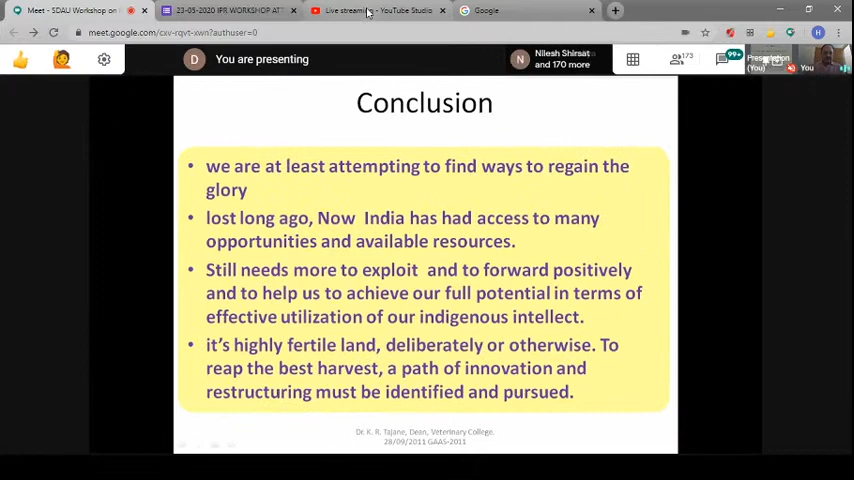 Meet - SDAU Workshop on I
23-05-2020 IPR WORKSHOP ATT
Live streaming - YouTube Studio
Google
meet.google.com/cxv-rqvt-xwn?authuser=0
H
D
You are presenting
N
Nilesh Shirsat
and 170 more
173
99+
Presentation
(You)
You
Conclusion
• we are at least attempting to find ways to regain the
glory
• lost long ago, Now India has had access to many
opportunities and available resources.
• Still needs more to exploit and to forward positively
and to help us to achieve our full potential in terms of
effective utilization of our indigenous intellect.
• it's highly fertile land, deliberately or otherwise. To
reap the best harvest, a path of innovation and
restructuring must be identified and pursued.
Dr. K. R. Tajane, Dean, Veterinary College.
28/09/2011 GAAS-2011